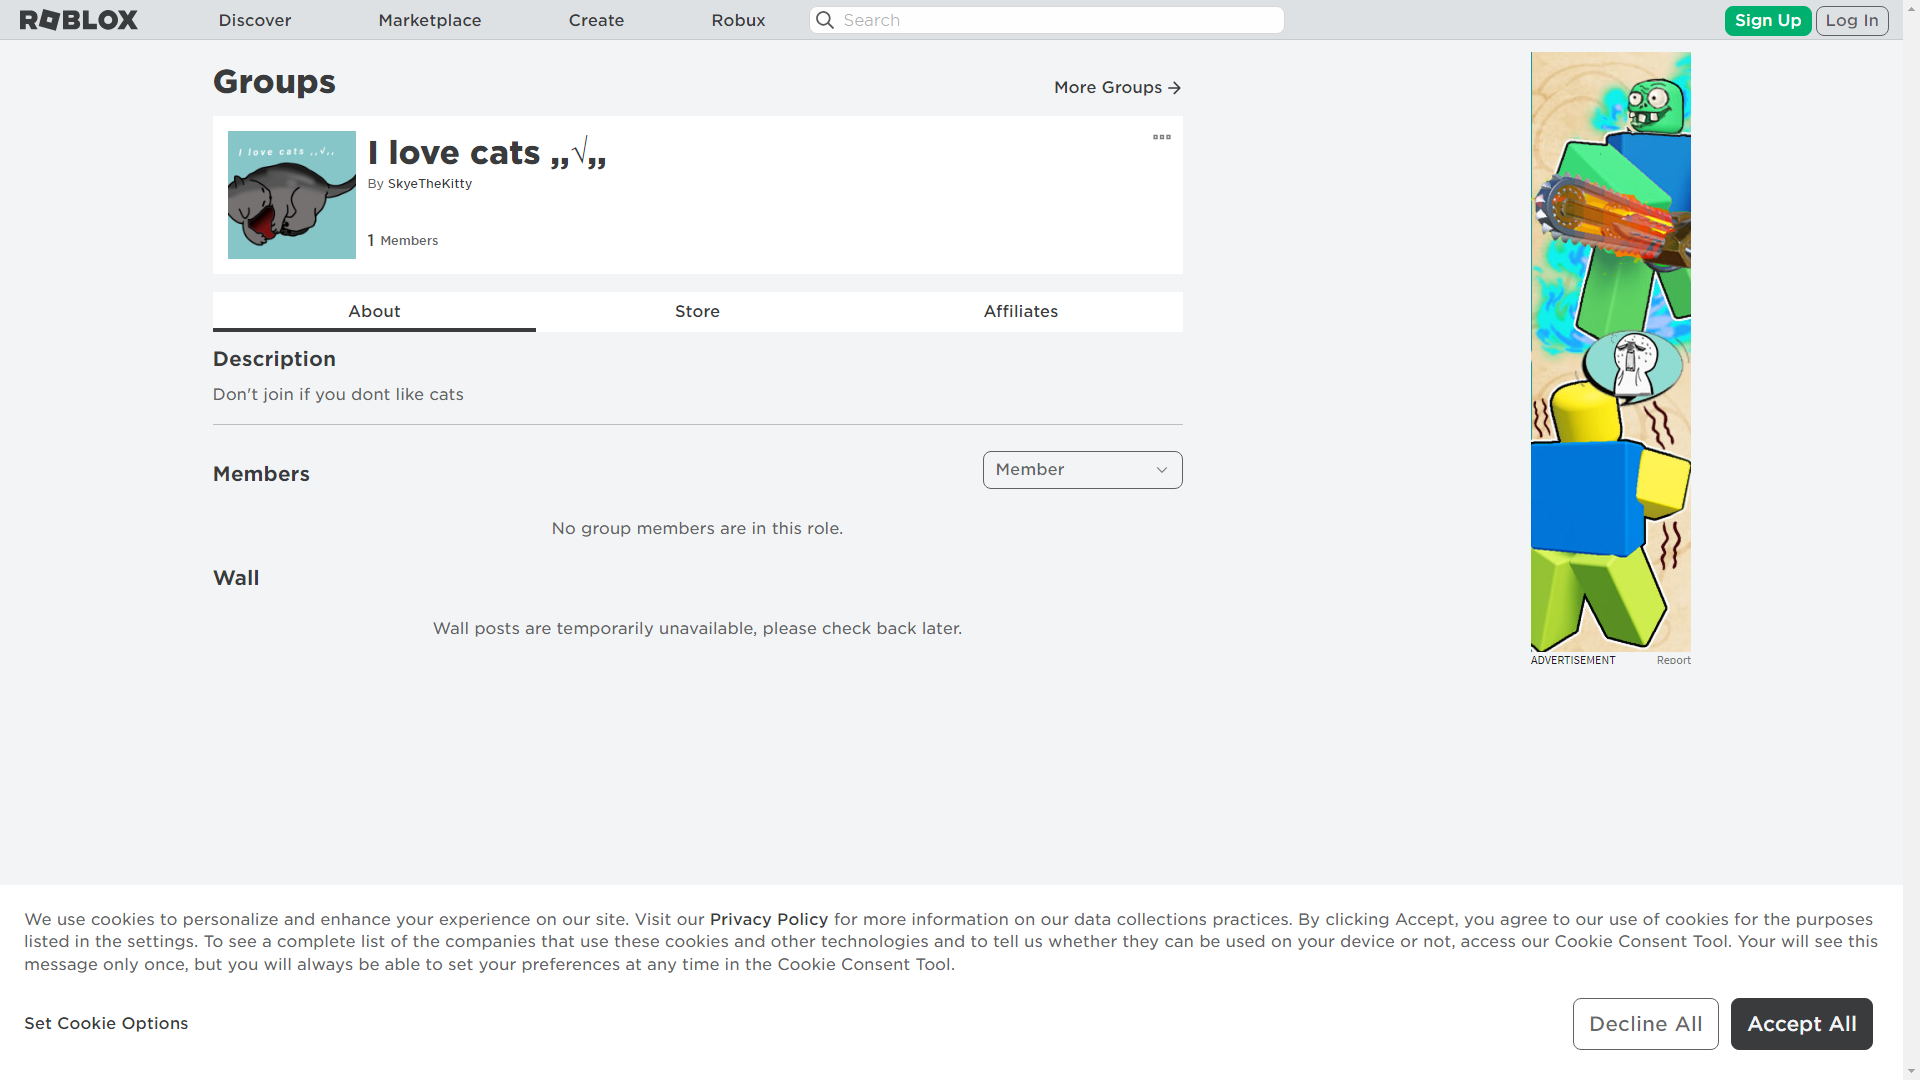 ROBLOX Discover Marketplace Create Robux Search Sign Up Log In
Groups
More Groups
I love cats ,,√,,
I love cats ,,√,,
By SkyeTheKitty
1 Members
About Store Affiliates
Description
Don't join if you dont like cats
Members
Member
No group members are in this role.
Wall
Wall posts are temporarily unavailable, please check back later.
ADVERTISEMENT Report
We use cookies to personalize and enhance your experience on our site. Visit our Privacy Policy for more information on our data collections practices. By clicking Accept, you agree to our use of cookies for the purposes
listed in the settings. To see a complete list of the companies that use these cookies and other technologies and to tell us whether they can be used on your device or not, access our Cookie Consent Tool. Your will see this
message only once, but you will always be able to set your preferences at any time in the Cookie Consent Tool.
Set Cookie Options
Decline All
Accept All